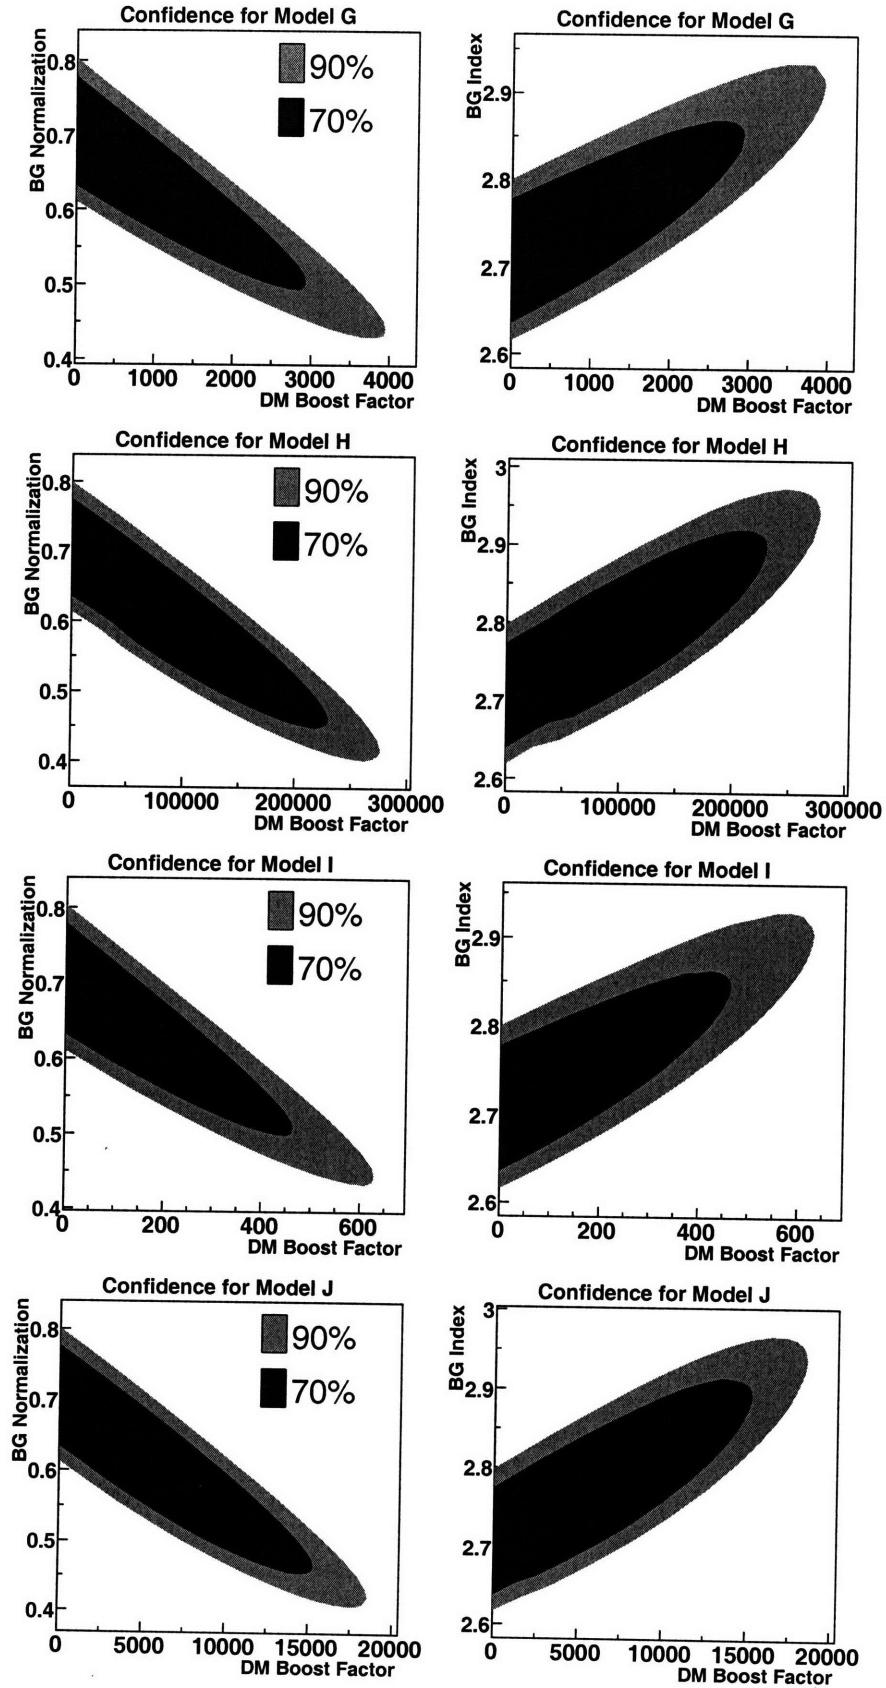 Confidence for Model G
BG Normalization
0.8
0.7
0.6
0.5
0.4
90%
70%
0 1000 2000 3000 4000
DM Boost Factor
Confidence for Model G
BG Index
2.9
2.8
2.7
2.6
0 1000 2000 3000 4000
DM Boost Factor
Confidence for Model H
BG Normalization
0.8
0.7
0.6
0.5
0.4
90%
70%
0 100000 200000 300000
DM Boost Factor
Confidence for Model H
BG Index
3
2.9
2.8
2.7
2.6
0 100000 200000 300000
DM Boost Factor
Confidence for Model I
BG Normalization
0.8
0.7
0.6
0.5
0.4
90%
70%
0 200 400 600
DM Boost Factor
Confidence for Model I
BG Index
2.9
2.8
2.7
2.6
0 200 400 600
DM Boost Factor
Confidence for Model J
BG Normalization
0.8
0.7
0.6
0.5
0.4
90%
70%
0 5000 10000 15000 20000
DM Boost Factor
Confidence for Model J
BG Index
3
2.9
2.8
2.7
2.6
0 5000 10000 15000 20000
DM Boost Factor